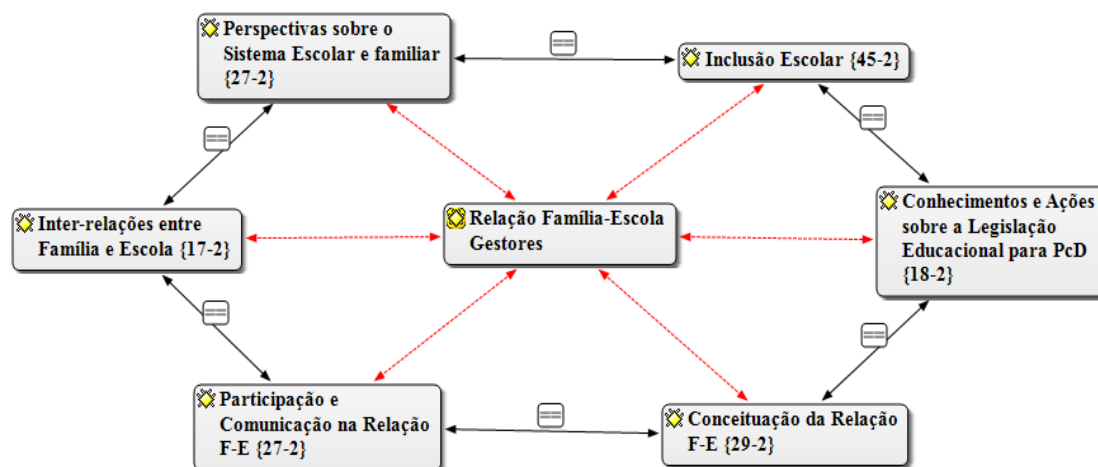 Perspectivas sobre o
Sistema Escolar e familiar
{27-2}
==
Inclusão Escolar {45-2}
==
==
Inter-relações entre
Família e Escola {17-2}
Relação Família-Escola
Gestores
Conhecimentos e Ações
sobre a Legislação
Educacional para PcD
{18-2}
==
==
Participação e
Comunicação na Relação
F-E {27-2}
==
Conceituação da Relação
F-E {29-2}